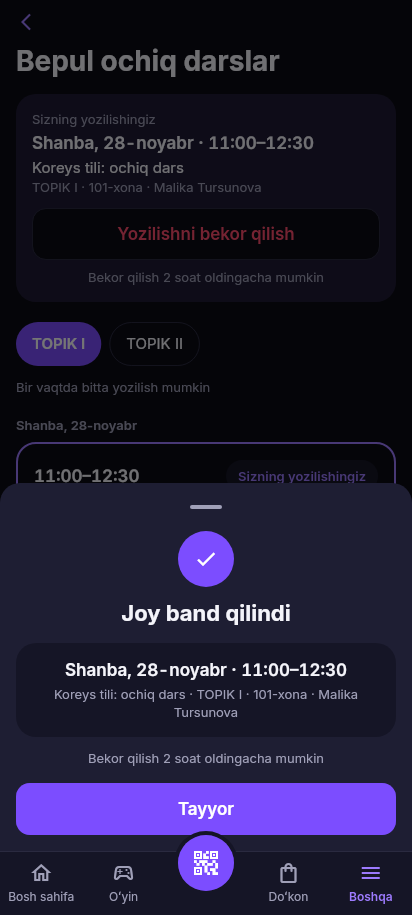 Bepul ochiq darslar
Sizning yozilishingiz
Shanba, 28-noyabr · 11:00–12:30
Koreys tili: ochiq dars
TOPIK I · 101-xona · Malika Tursunova
Yozilishni bekor qilish
Bekor qilish 2 soat oldingacha mumkin
TOPIK I
TOPIK II
Bir vaqtda bitta yozilish mumkin
Shanba, 28-noyabr
11:00–12:30
Sizning yozilishingiz
Joy band qilindi
Shanba, 28-noyabr · 11:00–12:30
Koreys tili: ochiq dars · TOPIK I · 101-xona · Malika
Tursunova
Bekor qilish 2 soat oldingacha mumkin
Tayyor
Bosh sahifa
Oʻyin
Doʻkon
Boshqa